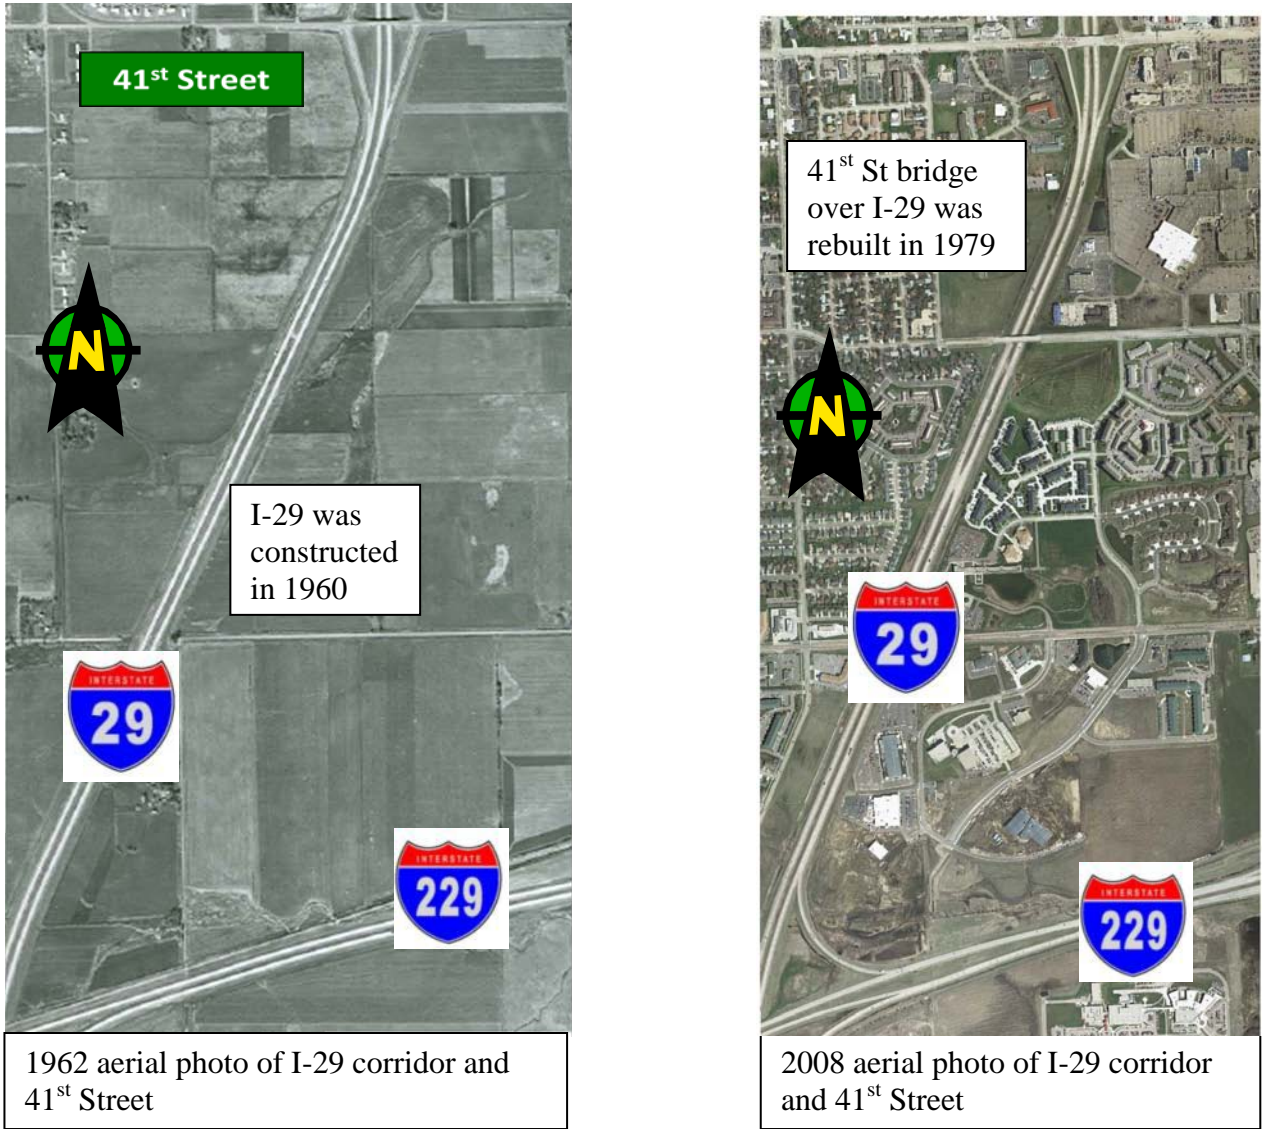 41st Street
N
I-29 was
constructed
in 1960
INTERSTATE
29
INTERSTATE
229
1962 aerial photo of I-29 corridor and
41st Street
41st St bridge
over I-29 was
rebuilt in 1979
N
INTERSTATE
29
INTERSTATE
229
2008 aerial photo of I-29 corridor
and 41st Street